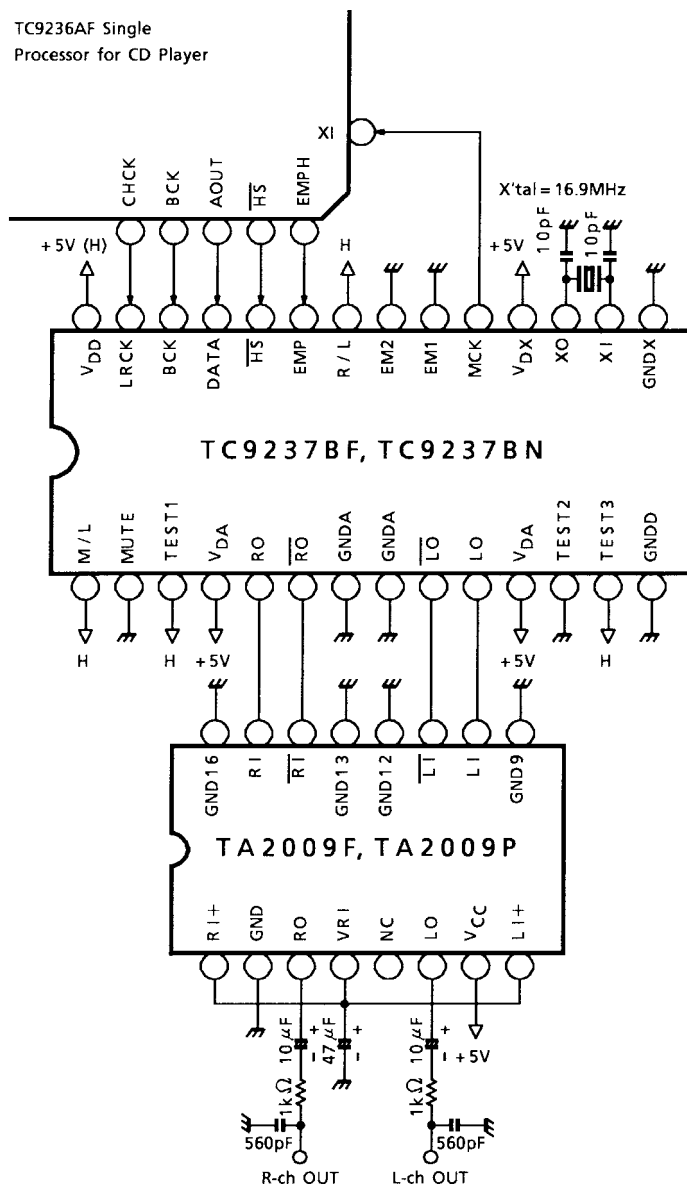 TC9236AF Single
Processor for CD Player
XI
CHCK BCK AOUT HS EMPH
X'tal = 16.9MHz
10pF 10pF
+5V (H) H +5V
VDD LRCK BCK DATA HS EMP R / L EM2 EM1 MCK VDX XO XI GNDX
TC9237BF, TC9237BN
M / L MUTE TEST1 VDA RO RO GNDA GNDA LO LO VDA TEST2 TEST3 GNDD
H H +5V +5V H
GND16 RI RI GND13 GND12 LI LI GND9
TA2009F, TA2009P
RI+ GND RO VRI NC LO VCC LI+
10μF + - 47μF + - 10μF + - +5V
1kΩ 1kΩ
560pF 560pF
R-ch OUT L-ch OUT